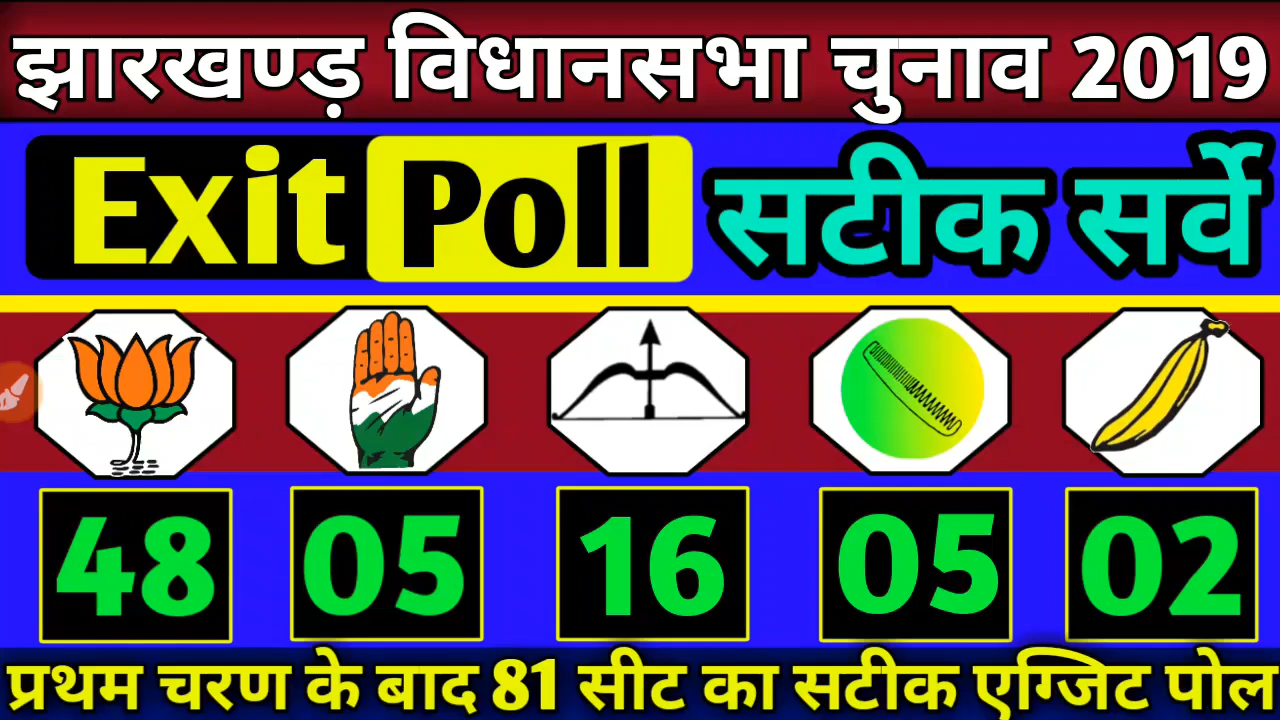 झारखण्ड़ विधानसभा चुनाव 2019
Exit Poll सटीक सर्वे
48 05 16 05 02
प्रथम चरण के बाद 81 सीट का सटीक एग्जिट पोल